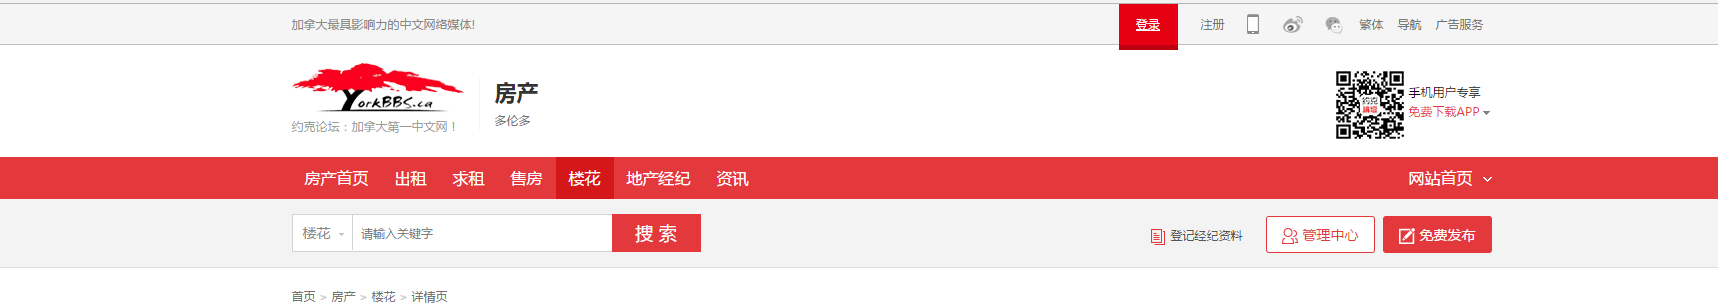 加拿大最具影响力的中文网络媒体!
登录 注册 繁体 导航 广告服务
YorkBBS.ca
约克论坛：加拿大第一中文网！
房产
多伦多
约克
论坛
手机用户专享
免费下载APP
房产首页 出租 求租 售房 楼花 地产经纪 资讯 网站首页
楼花 请输入关键字 搜 索 登记经纪资料 管理中心 免费发布
首页 > 房产 > 楼花 > 详情页